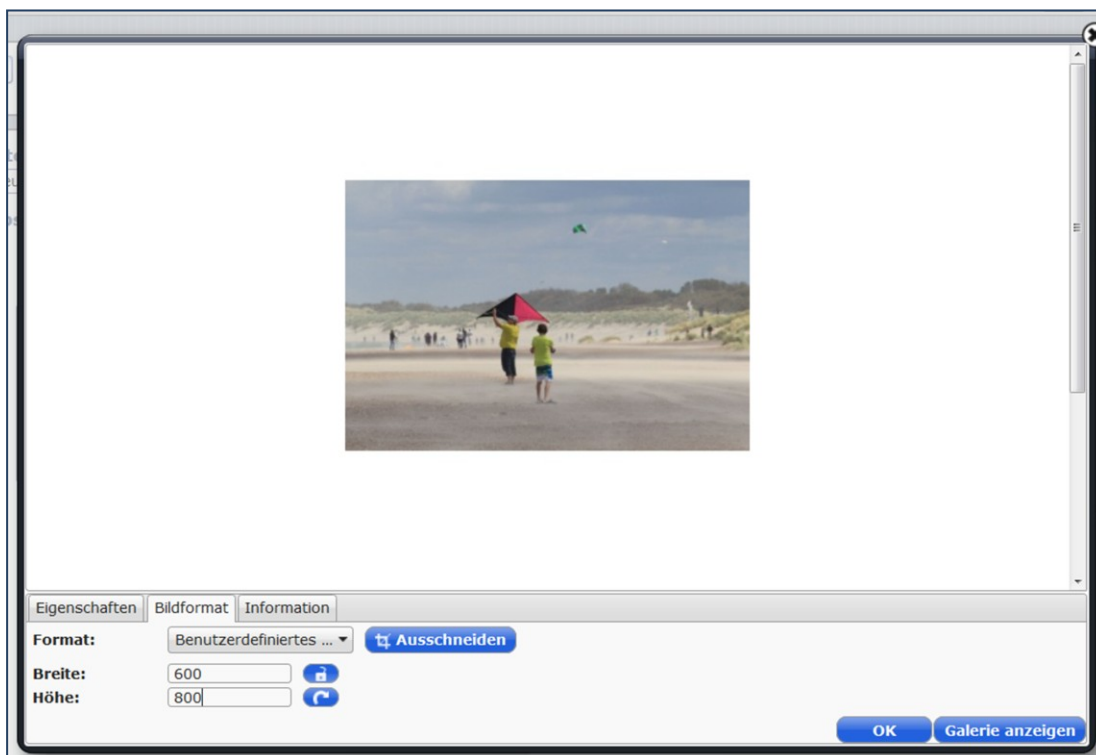 Eigenschaften Bildformat Information
Format: Benutzerdefiniertes ... Ausschneiden
Breite: 600
Höhe: 800
OK Galerie anzeigen